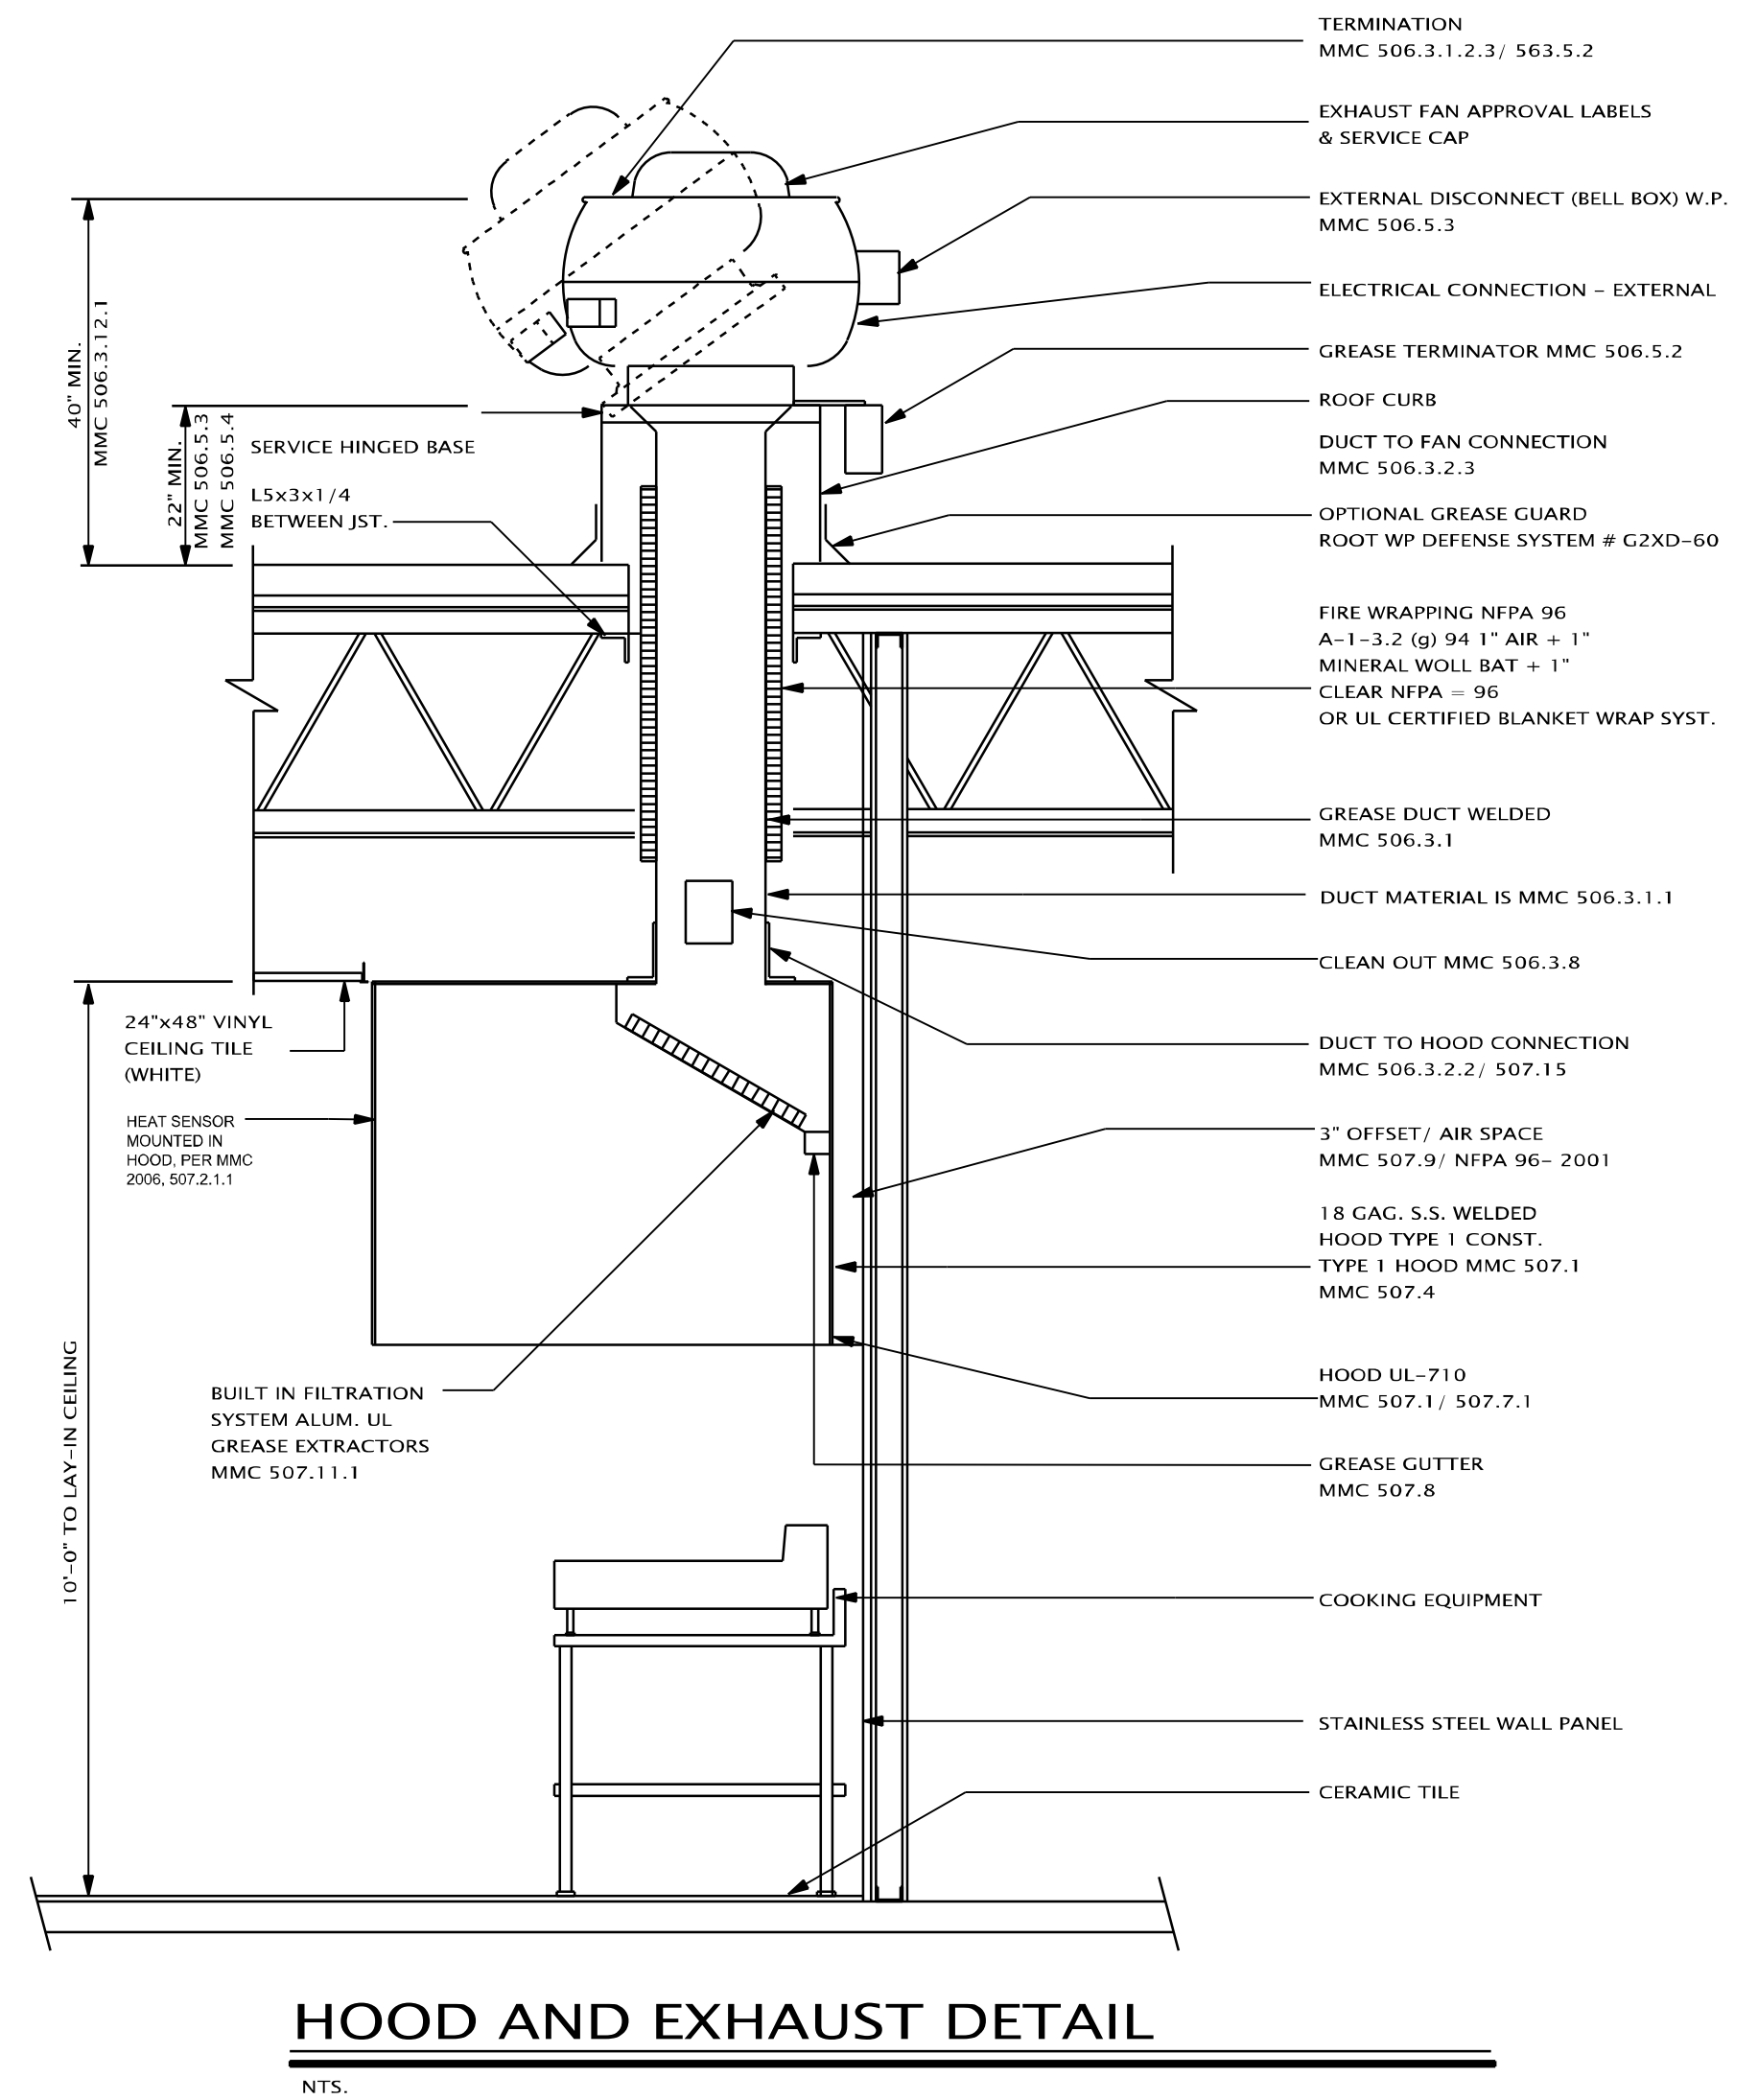 TERMINATION
MMC 506.3.1.2.3/ 563.5.2
EXHAUST FAN APPROVAL LABELS
& SERVICE CAP
EXTERNAL DISCONNECT (BELL BOX) W.P.
MMC 506.5.3
ELECTRICAL CONNECTION – EXTERNAL
GREASE TERMINATOR MMC 506.5.2
ROOF CURB
DUCT TO FAN CONNECTION
MMC 506.3.2.3
OPTIONAL GREASE GUARD
ROOT WP DEFENSE SYSTEM # G2XD–60
FIRE WRAPPING NFPA 96
A–1–3.2 (g) 94 1" AIR + 1"
MINERAL WOLL BAT + 1"
CLEAR NFPA = 96
OR UL CERTIFIED BLANKET WRAP SYST.
GREASE DUCT WELDED
MMC 506.3.1
DUCT MATERIAL IS MMC 506.3.1.1
CLEAN OUT MMC 506.3.8
DUCT TO HOOD CONNECTION
MMC 506.3.2.2/ 507.15
3" OFFSET/ AIR SPACE
MMC 507.9/ NFPA 96– 2001
18 GAG. S.S. WELDED
HOOD TYPE 1 CONST.
TYPE 1 HOOD MMC 507.1
MMC 507.4
HOOD UL–710
MMC 507.1/ 507.7.1
GREASE GUTTER
MMC 507.8
COOKING EQUIPMENT
STAINLESS STEEL WALL PANEL
CERAMIC TILE
40" MIN.
MMC 506.3.12.1
22" MIN.
MMC 506.5.3
MMC 506.5.4
SERVICE HINGED BASE
L5x3x1/4
BETWEEN JST.
24"x48" VINYL
CEILING TILE
(WHITE)
HEAT SENSOR
MOUNTED IN
HOOD, PER MMC
2006, 507.2.1.1
10'–0" TO LAY–IN CEILING
BUILT IN FILTRATION
SYSTEM ALUM. UL
GREASE EXTRACTORS
MMC 507.11.1
HOOD AND EXHAUST DETAIL
NTS.